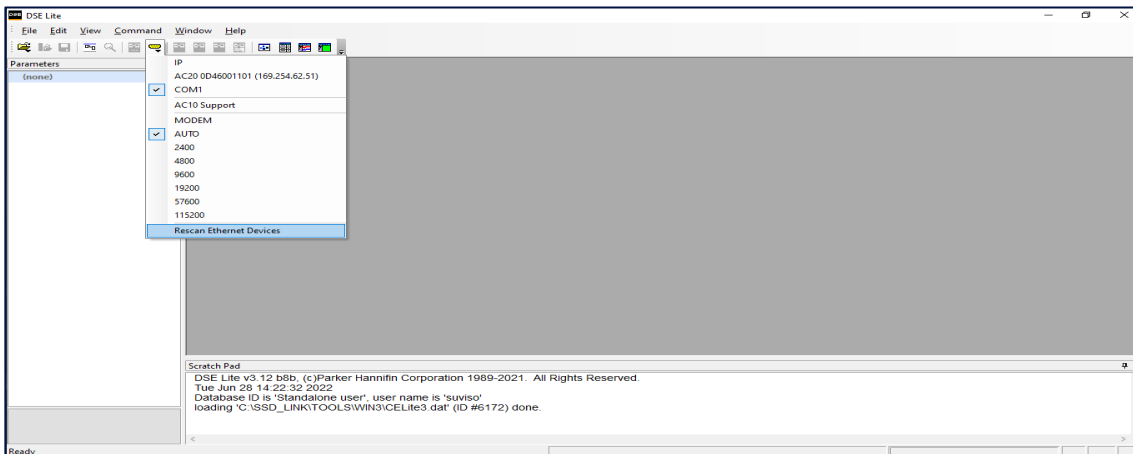 DSE Lite
File Edit View Command Window Help
Parameters
(none)
IP
AC20 0D46001101 (169.254.62.51)
COM1
AC10 Support
MODEM
AUTO
2400
4800
9600
19200
57600
115200
Rescan Ethernet Devices
Scratch Pad
DSE Lite v3.12 b8b, (c)Parker Hannifin Corporation 1989-2021. All Rights Reserved.
Tue Jun 28 14:22:32 2022
Database ID is 'Standalone user', user name is 'suviso'
loading 'C:\SSD_LINK\TOOLS\WIN3\CELite3.dat' (ID #6172) done.
Ready